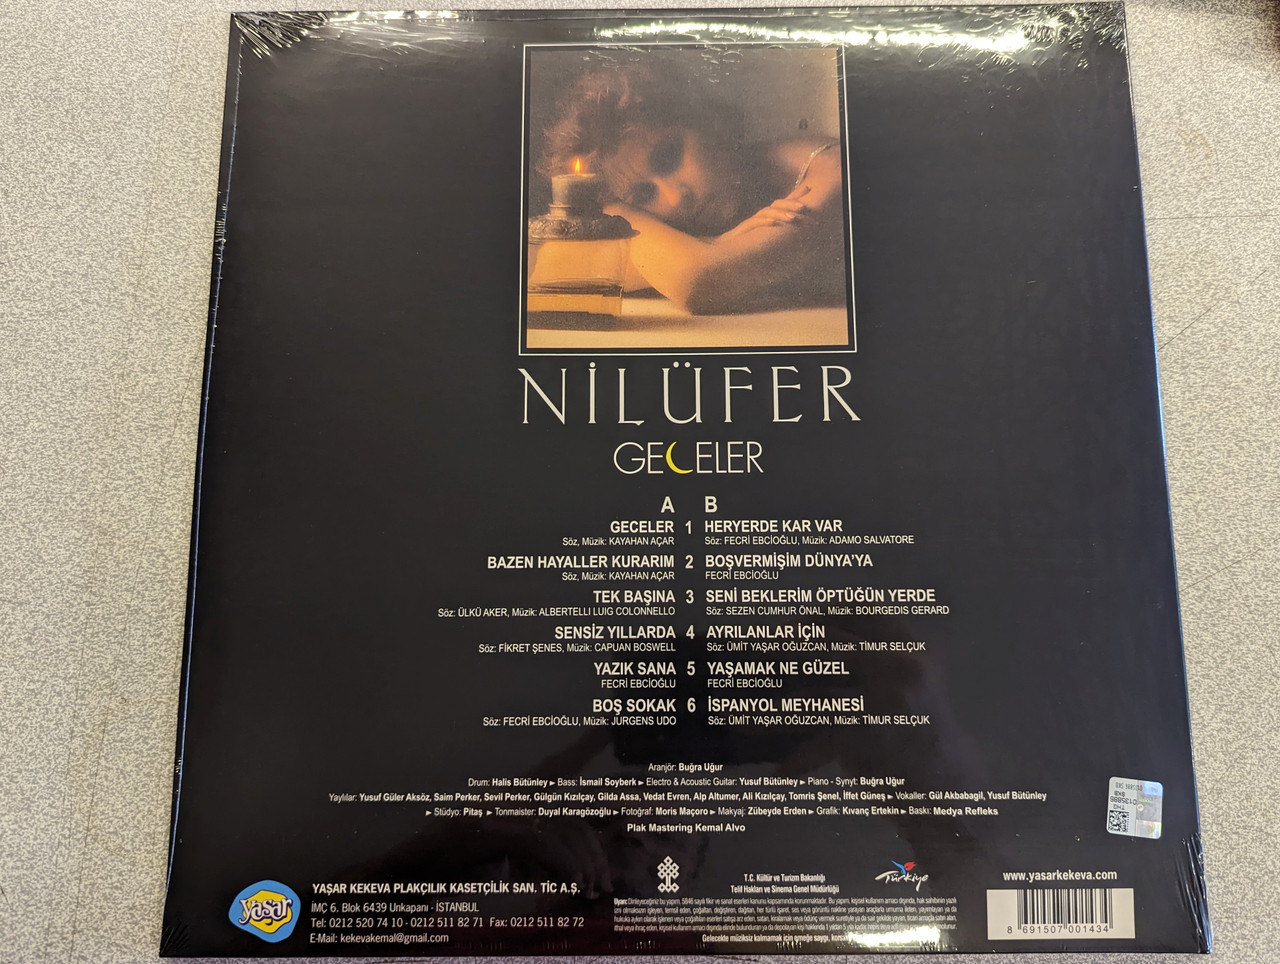 NİLÜFER
GECELER
A B
GECELER 1 HERYERDE KAR VAR
Söz, Müzik: KAYAHAN AÇAR Söz: FECRİ EBCİOĞLU, Müzik: ADAMO SALVATORE
BAZEN HAYALLER KURARIM 2 BOŞVERMİŞİM DÜNYA'YA
Söz, Müzik: KAYAHAN AÇAR FECRİ EBCİOĞLU
TEK BAŞINA 3 SENİ BEKLERİM ÖPTÜĞÜN YERDE
Söz: ÜLKÜ AKER, Müzik: ALBERTELLI LUIG COLONNELLO Söz: SEZEN CUMHUR ÖNAL, Müzik: BOURGEDIS GERARD
SENSİZ YILLARDA 4 AYRILANLAR İÇİN
Söz: FİKRET ŞENES, Müzik: CAPUAN BOSWELL Söz: ÜMİT YAŞAR OĞUZCAN, Müzik: TİMUR SELÇUK
YAZIK SANA 5 YAŞAMAK NE GÜZEL
FECRİ EBCİOĞLU FECRİ EBCİOĞLU
BOŞ SOKAK 6 İSPANYOL MEYHANESİ
Söz: FECRİ EBCİOĞLU, Müzik: JURGENS UDO Söz: ÜMİT YAŞAR OĞUZCAN, Müzik: TİMUR SELÇUK
Aranjör: Buğra Uğur
Drum: Halis Bütünley ► Bass: İsmail Soyberk ► Electro & Acoustic Guitar: Yusuf Bütünley ► Piano - Synyt: Buğra Uğur
Yaylılar: Yusuf Güler Aksöz, Saim Perker, Sevil Perker, Gülgün Kızılçay, Gilda Assa, Vedat Evren, Alp Altumer, Ali Kızılçay, Tomris Şenel, İffet Güneş ► Vokaller: Gül Akbabagil, Yusuf Bütünley
► Stüdyo: Pitaş ► Tonmaister: Duyal Karagözoğlu ► Fotoğraf: Moris Maçoro ► Makyaj: Zübeyde Erden ► Grafik: Kıvanç Ertekin ► Baskı: Medya Refleks
Plak Mastering Kemal Alvo
yaşar
YAŞAR KEKEVA PLAKÇILIK KASETÇİLİK SAN. TİC A.Ş.
İMÇ 6. Blok 6439 Unkapanı - İSTANBUL
Tel: 0212 520 74 10 - 0212 511 82 71 Fax: 0212 511 82 72
E-Mail: kekevakemal@gmail.com
T.C. Kültür ve Turizm Bakanlığı
Telif Hakları ve Sinema Genel Müdürlüğü
Türkiye
www.yasarkekeva.com
8 691507 001434